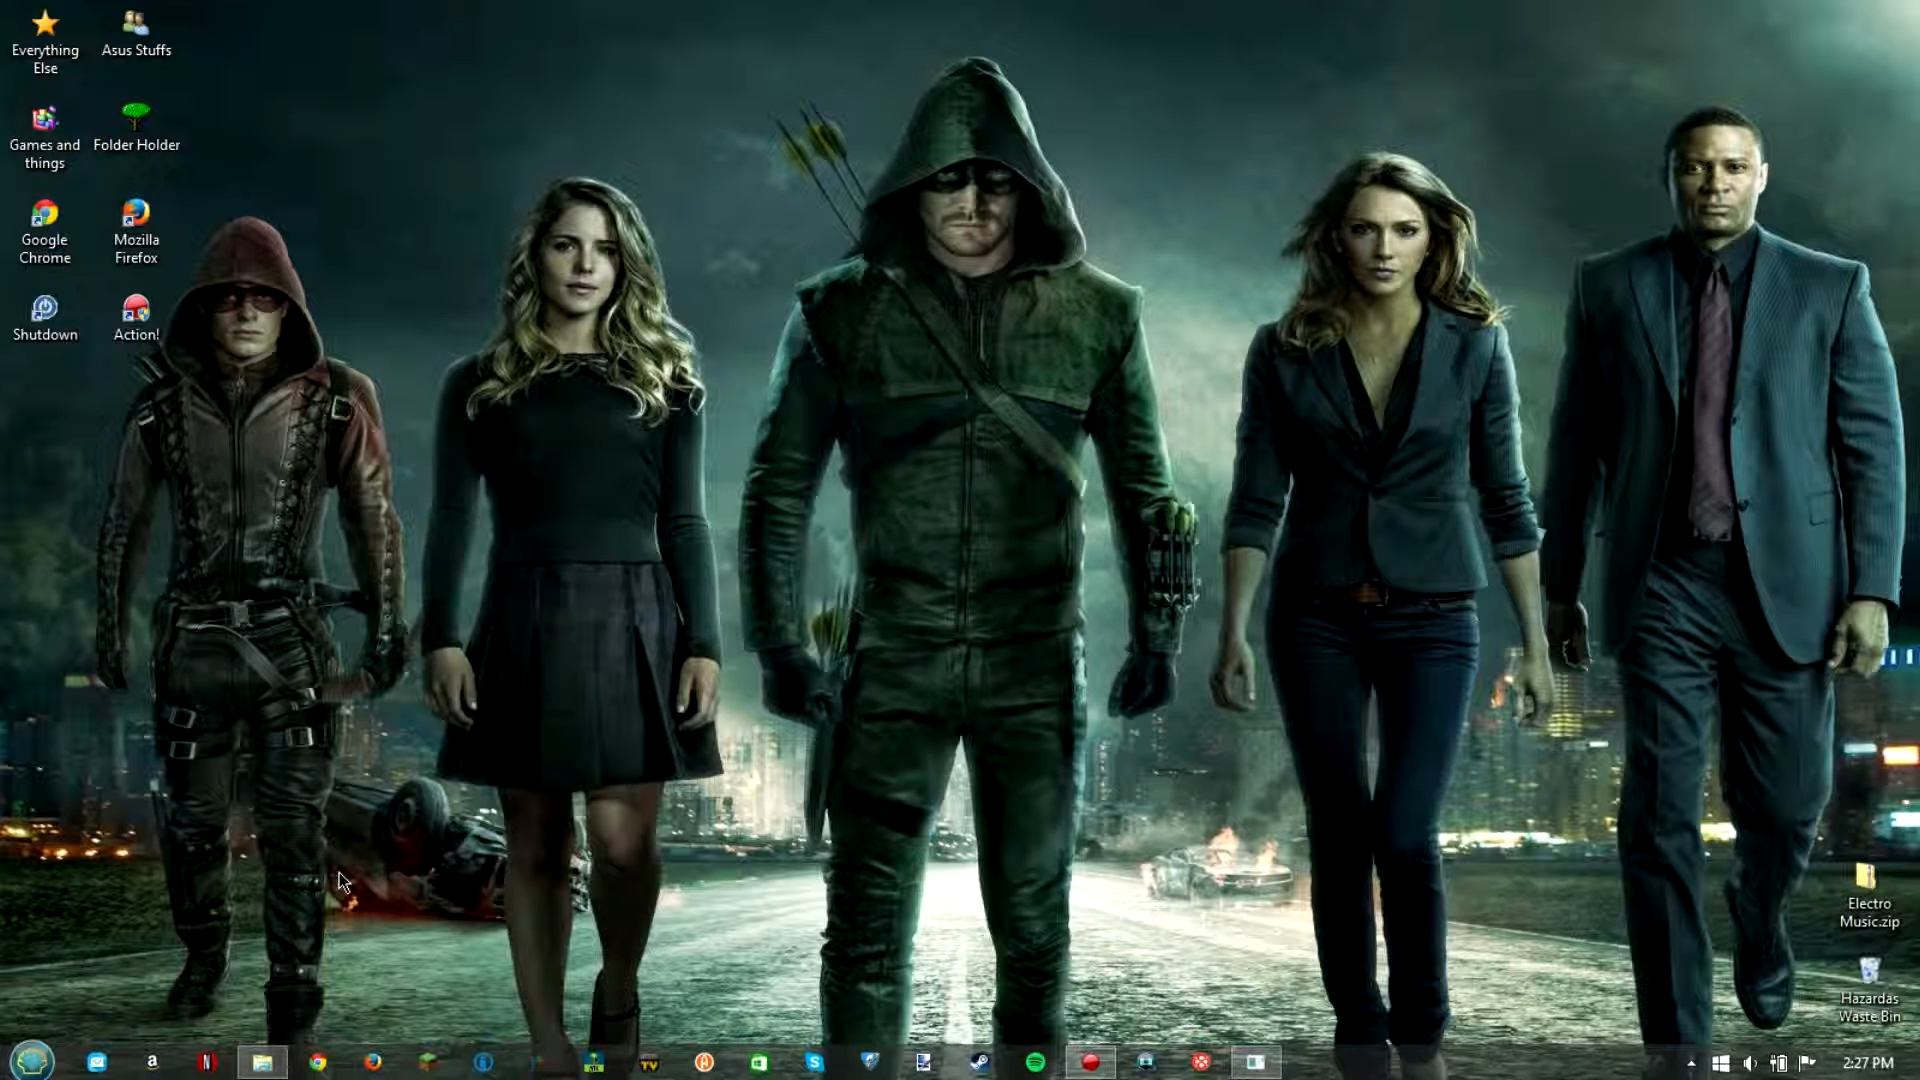 Everything
Else
Asus Stuffs
Games and
things
Folder Holder
Google
Chrome
Mozilla
Firefox
Shutdown
Action!
Electro
Music.zip
Hazardas
Waste Bin
a
N
TV
2:27 PM